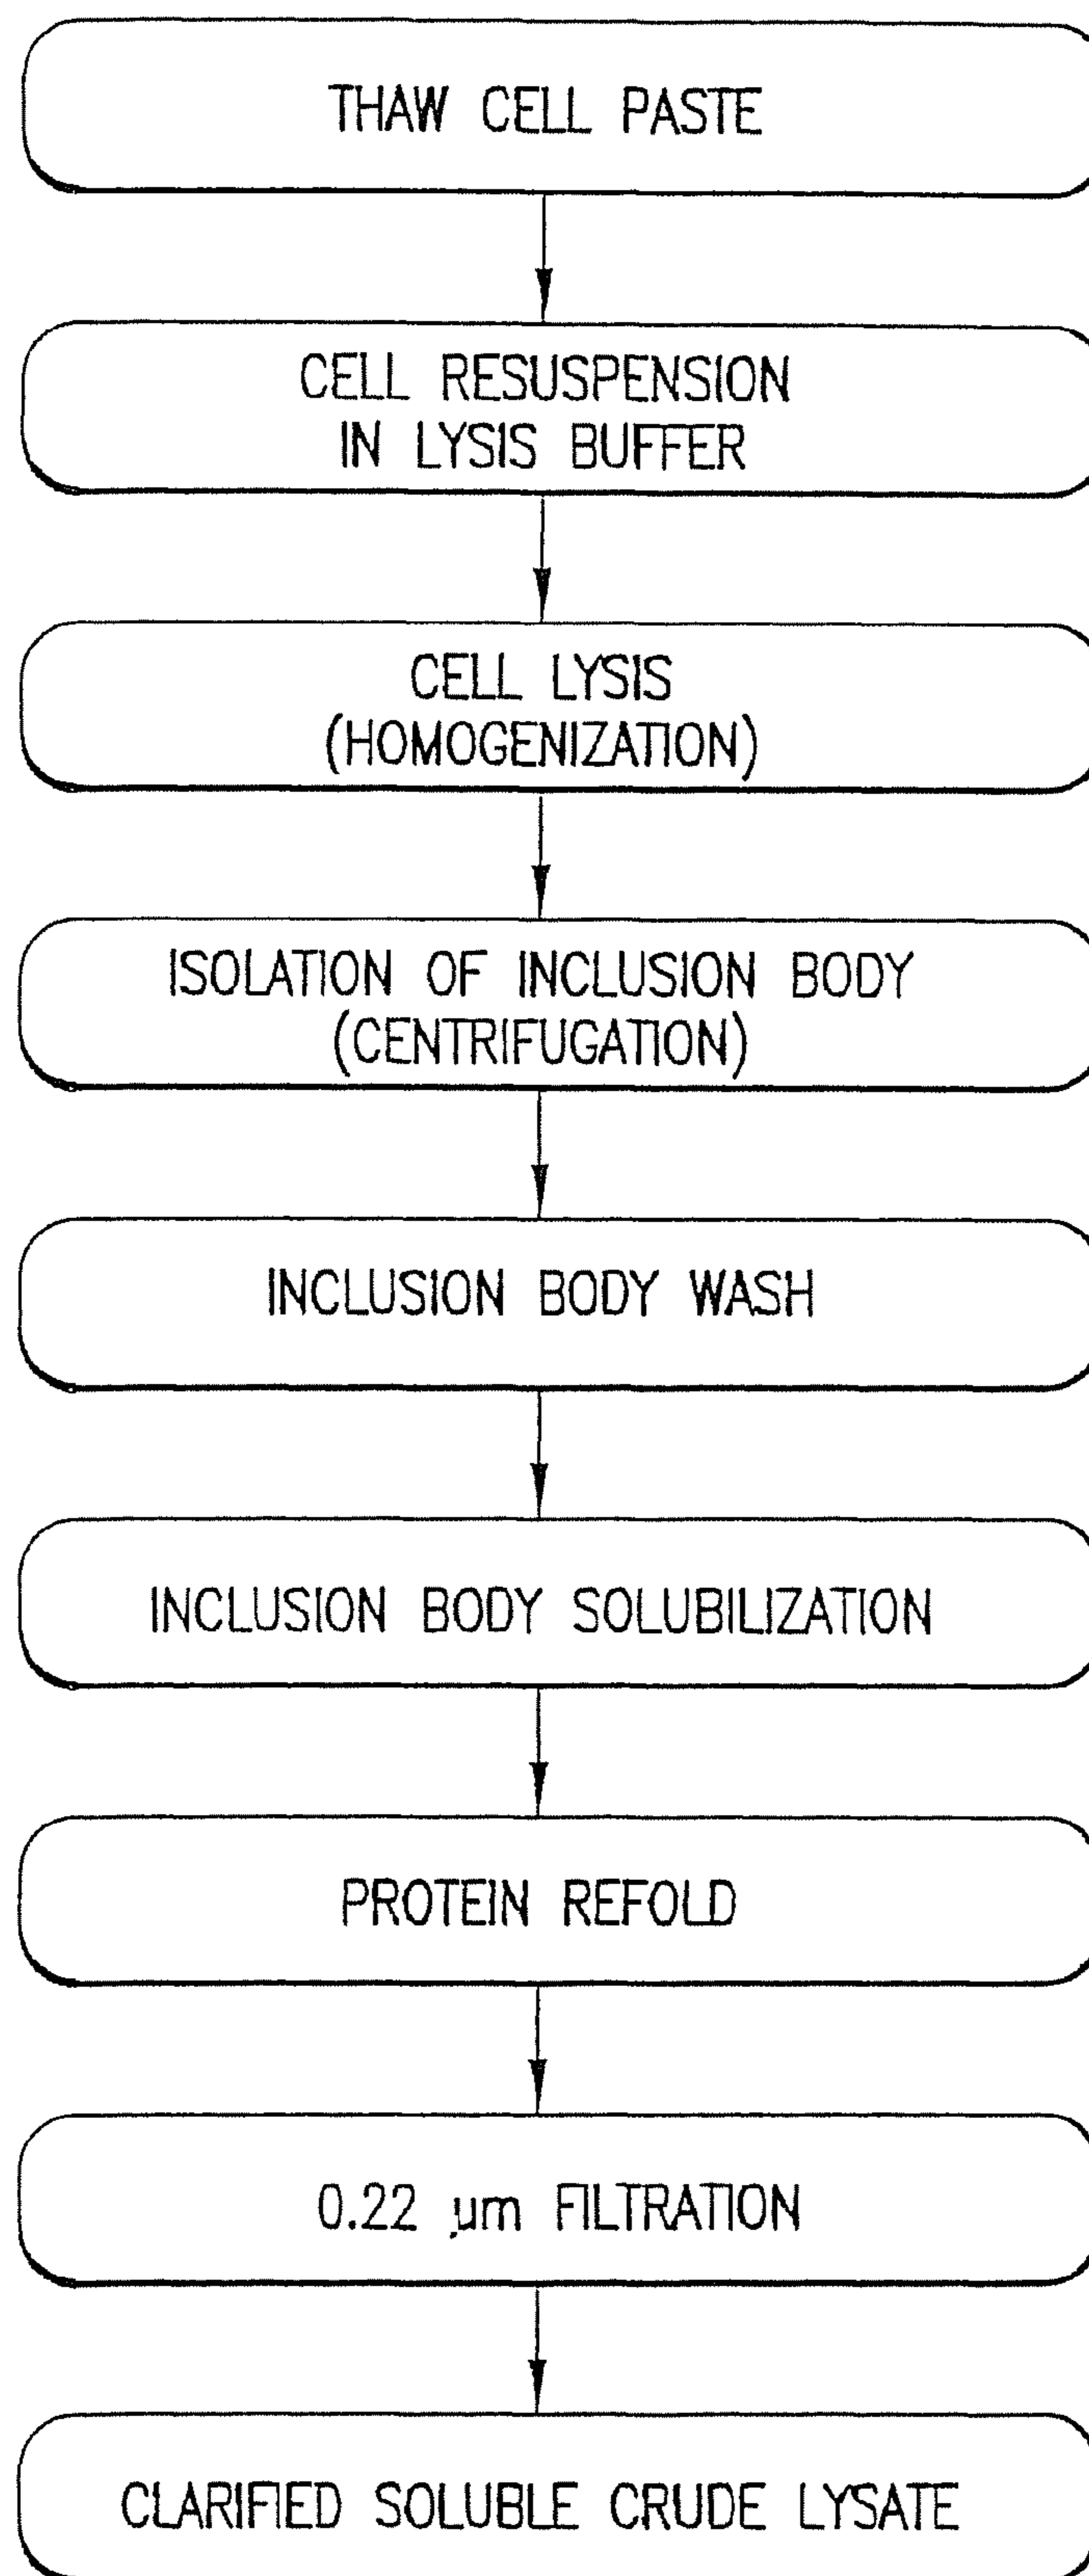 THAW CELL PASTE
CELL RESUSPENSION
IN LYSIS BUFFER
CELL LYSIS
(HOMOGENIZATION)
ISOLATION OF INCLUSION BODY
(CENTRIFUGATION)
INCLUSION BODY WASH
INCLUSION BODY SOLUBILIZATION
PROTEIN REFOLD
0.22 µm FILTRATION
CLARIFIED SOLUBLE CRUDE LYSATE